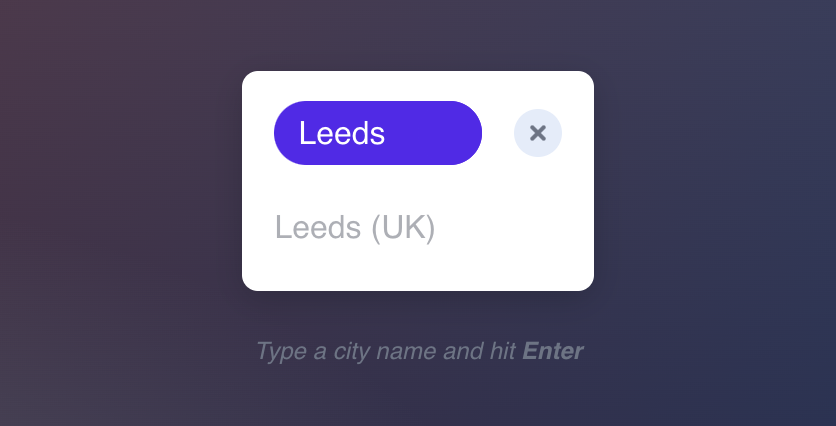 Leeds
Leeds (UK)
Type a city name and hit Enter